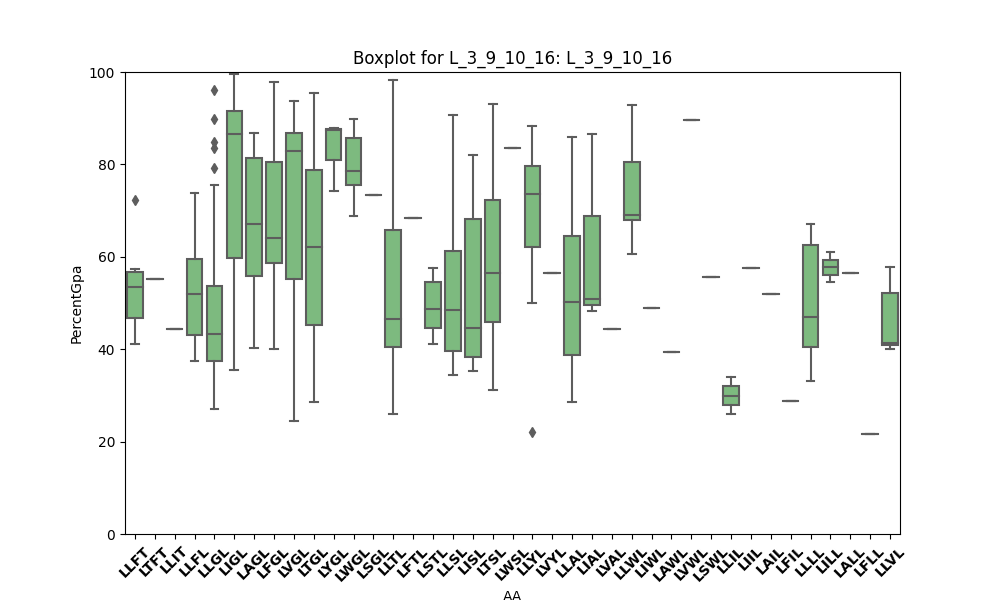 Boxplot for L_3_9_10_16: L_3_9_10_16
100
80
60
40
20
0
PercentGpa
LLFT LTFT LLIT LLFL LLGL LIGL LAGL LFGL LVGL LTGL LYGL LWGL LSGL LLTL LFTL LSTL LLSL LISL LTSL LWSL LLYL LVYL LLAL LIAL LVAL LLWL LIWL LAWL LVWL LSWL LLIL LIIL LAIL LFIL LLLL LILL LALL LFLL LLVL
AA